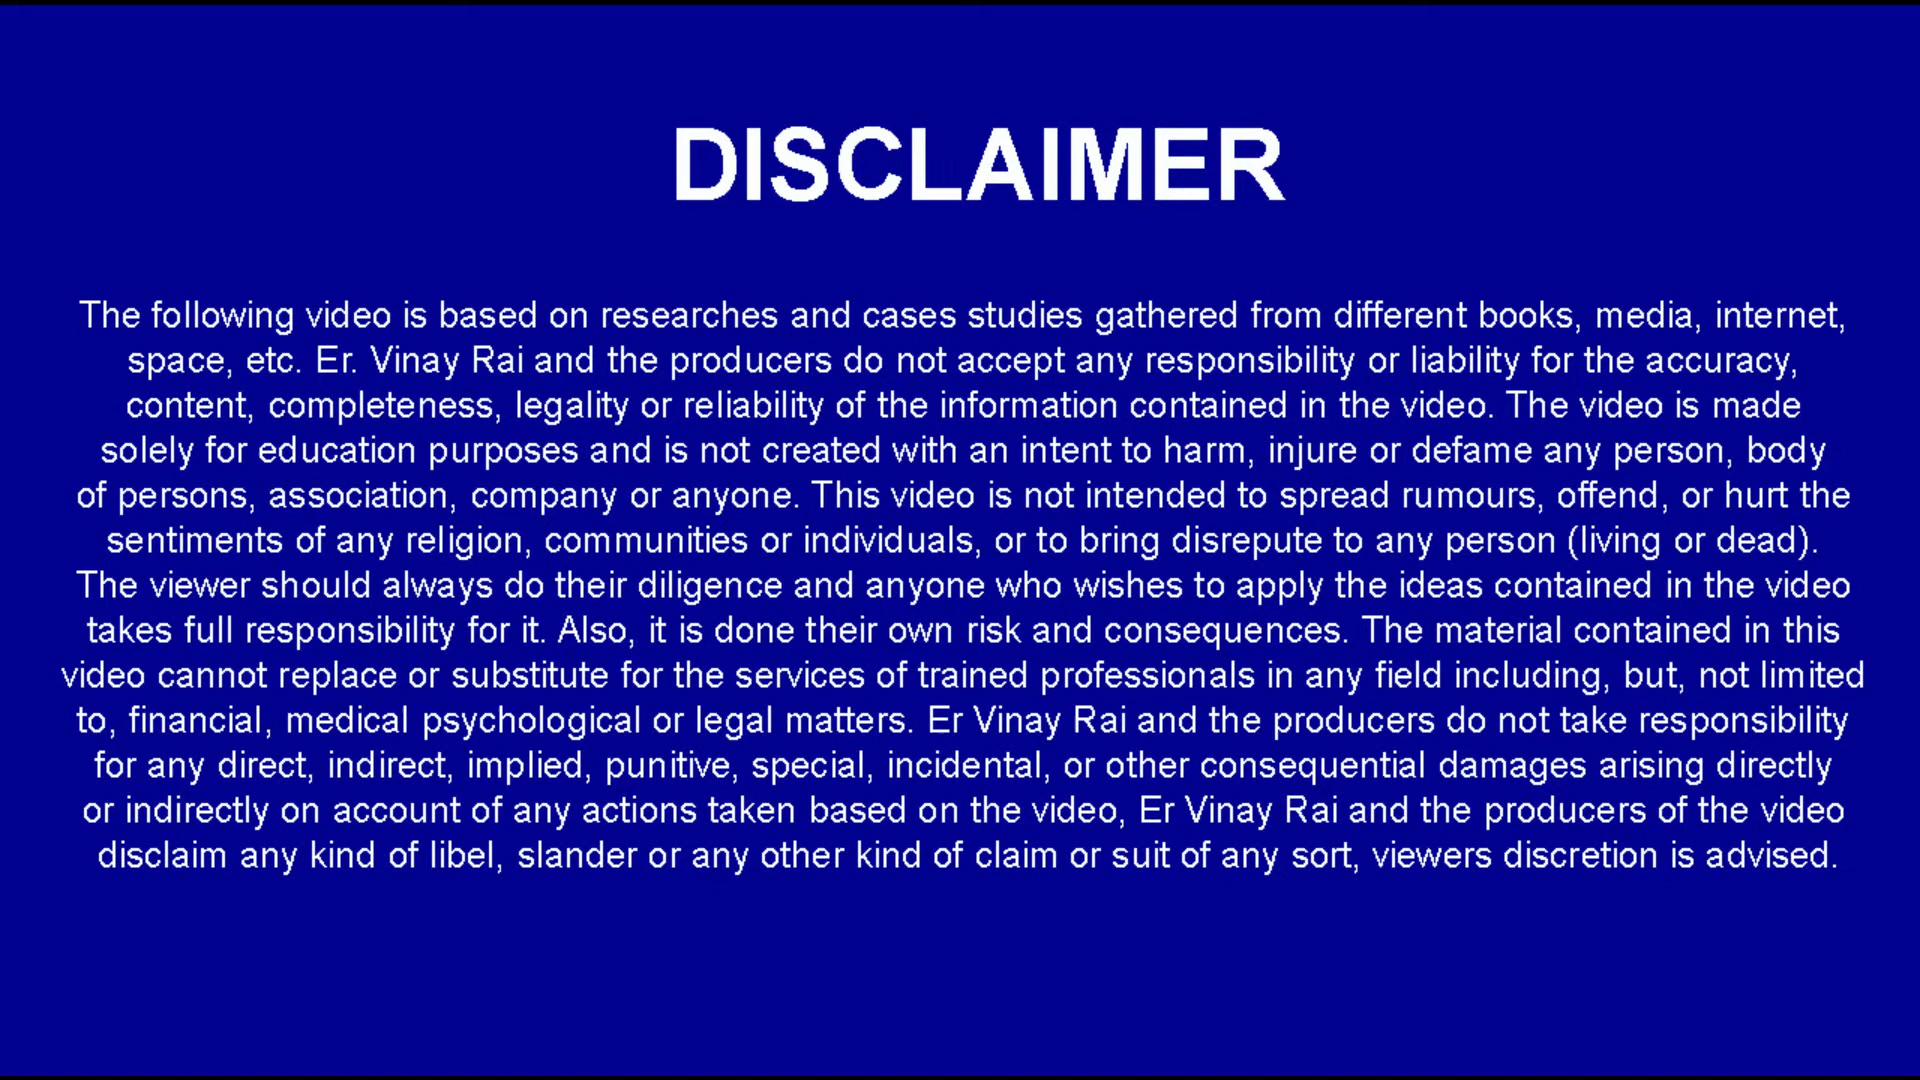 DISCLAIMER
The following video is based on researches and cases studies gathered from different books, media, internet,
space, etc. Er. Vinay Rai and the producers do not accept any responsibility or liability for the accuracy,
content, completeness, legality or reliability of the information contained in the video. The video is made
solely for education purposes and is not created with an intent to harm, injure or defame any person, body
of persons, association, company or anyone. This video is not intended to spread rumours, offend, or hurt the
sentiments of any religion, communities or individuals, or to bring disrepute to any person (living or dead).
The viewer should always do their diligence and anyone who wishes to apply the ideas contained in the video
takes full responsibility for it. Also, it is done their own risk and consequences. The material contained in this
video cannot replace or substitute for the services of trained professionals in any field including, but, not limited
to, financial, medical psychological or legal matters. Er Vinay Rai and the producers do not take responsibility
for any direct, indirect, implied, punitive, special, incidental, or other consequential damages arising directly
or indirectly on account of any actions taken based on the video, Er Vinay Rai and the producers of the video
disclaim any kind of libel, slander or any other kind of claim or suit of any sort, viewers discretion is advised.